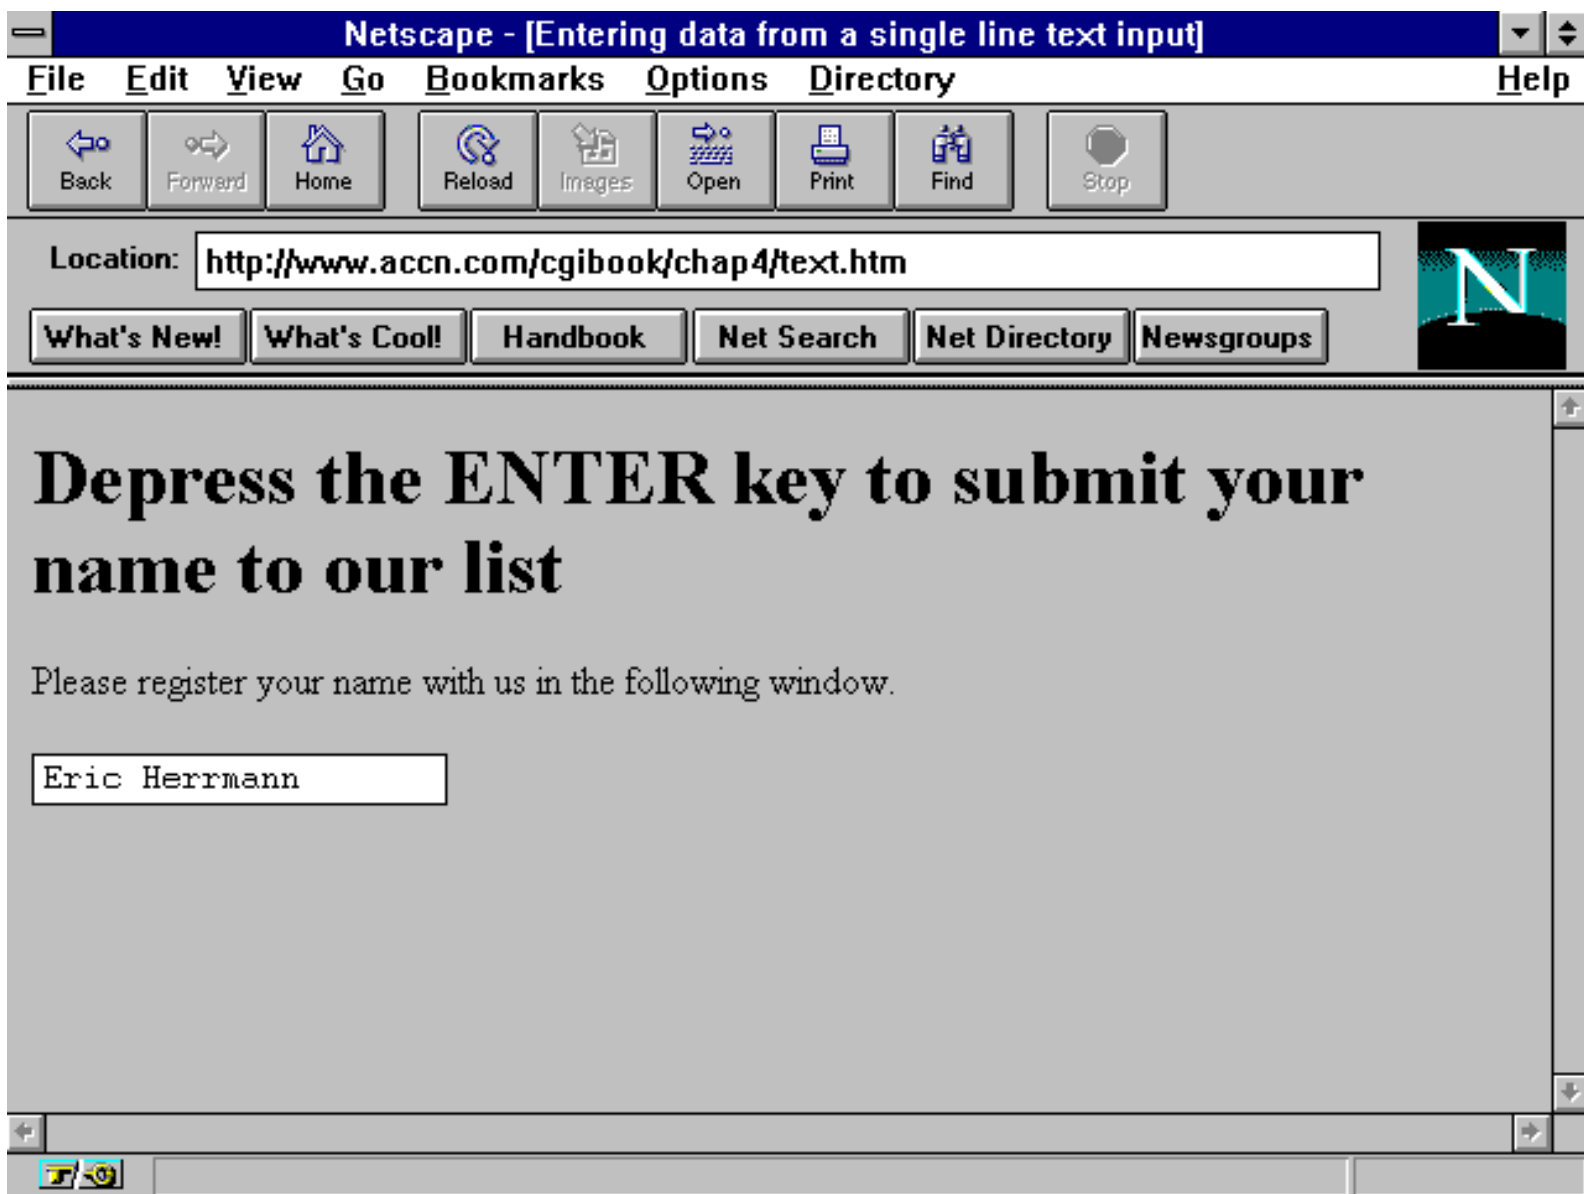 Netscape - [Entering data from a single line text input]
File Edit View Go Bookmarks Options Directory Help
Back Forward Home Reload Images Open Print Find Stop
Location: http://www.accn.com/cgibook/chap4/text.htm
N
What's New! What's Cool! Handbook Net Search Net Directory Newsgroups
Depress the ENTER key to submit your
name to our list
Please register your name with us in the following window.
Eric Herrmann